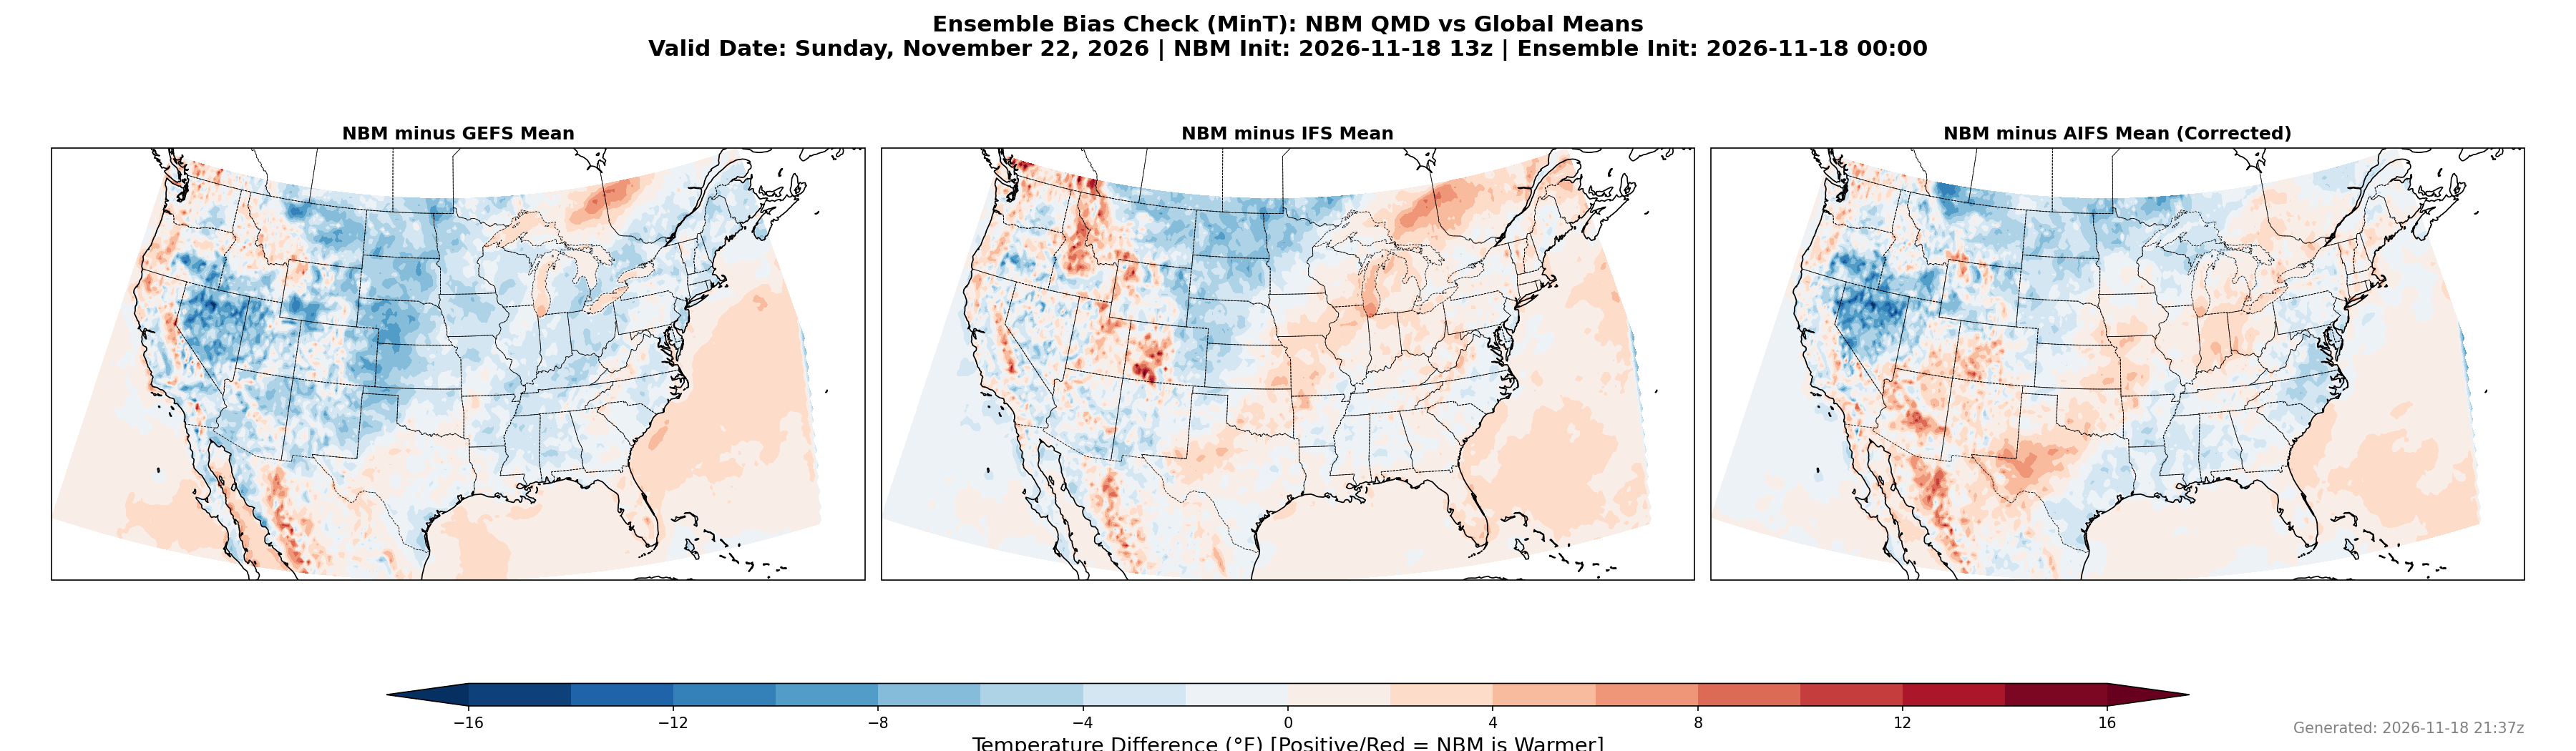 Ensemble Bias Check (MinT): NBM QMD vs Global Means
Valid Date: Sunday, November 22, 2026 | NBM Init: 2026-11-18 13z | Ensemble Init: 2026-11-18 00:00
NBM minus GEFS Mean
NBM minus IFS Mean
NBM minus AIFS Mean (Corrected)
−16 −12 −8 −4 0 4 8 12 16
Temperature Difference (°F) [Positive/Red = NBM is Warmer]
Generated: 2026-11-18 21:37z